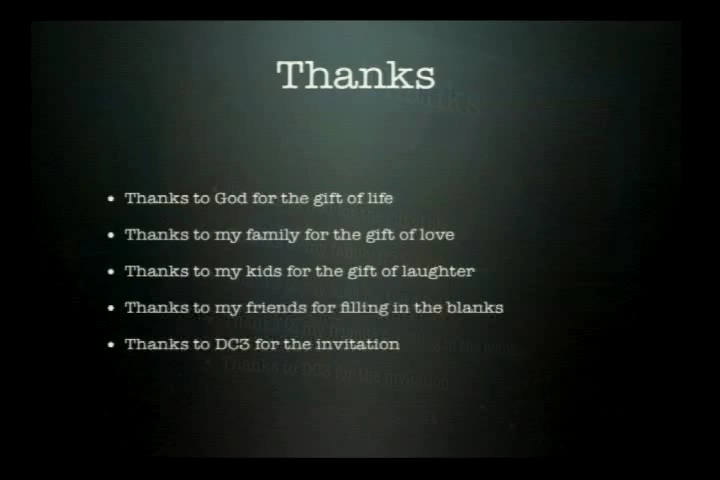 Thanks
• Thanks to God for the gift of life
• Thanks to my family for the gift of love
• Thanks to my kids for the gift of laughter
• Thanks to my friends for filling in the blanks
• Thanks to DC3 for the invitation